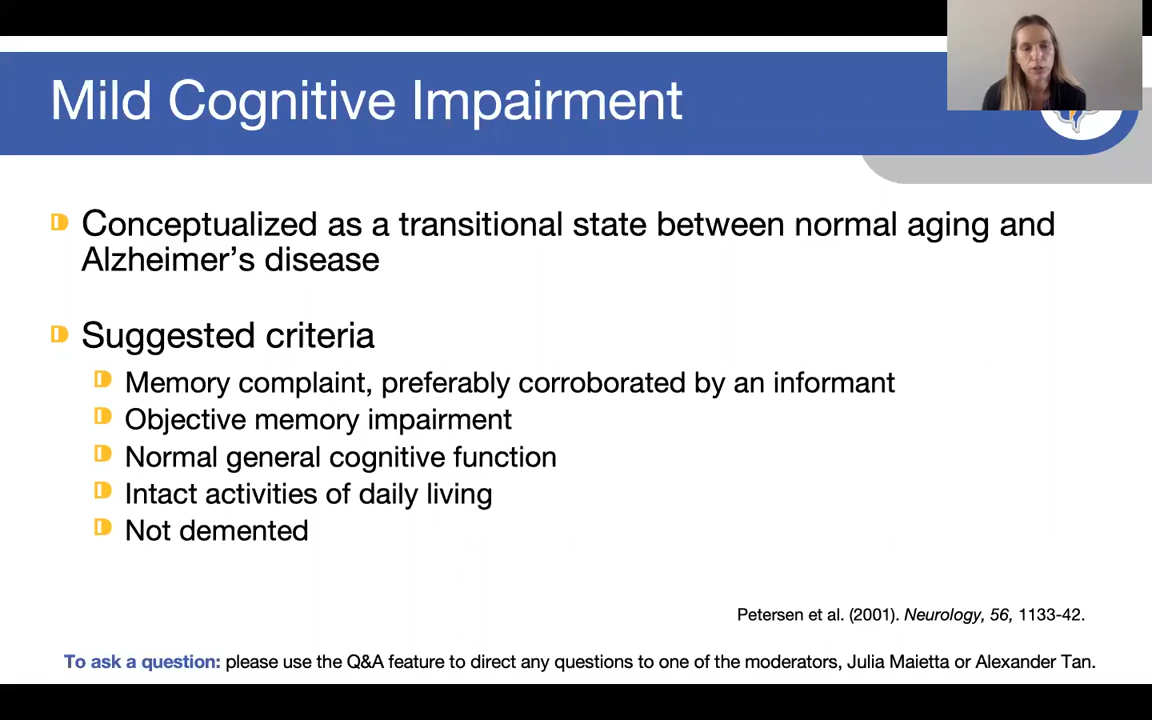 Mild Cognitive Impairment
Conceptualized as a transitional state between normal aging and
Alzheimer’s disease
Suggested criteria
Memory complaint, preferably corroborated by an informant
Objective memory impairment
Normal general cognitive function
Intact activities of daily living
Not demented
Petersen et al. (2001). Neurology, 56, 1133-42.
To ask a question: please use the Q&A feature to direct any questions to one of the moderators, Julia Maietta or Alexander Tan.